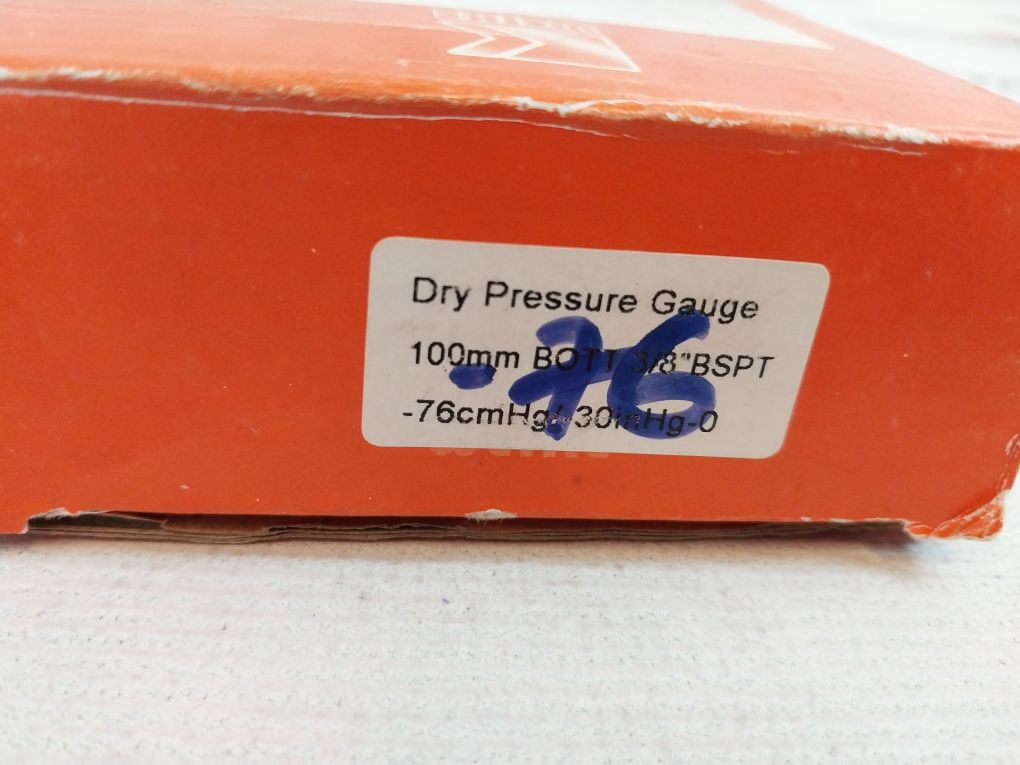 Dry Pressure Gauge
100mm BOTT 3/8"BSPT
-76cmHg/-30inHg-0
-76